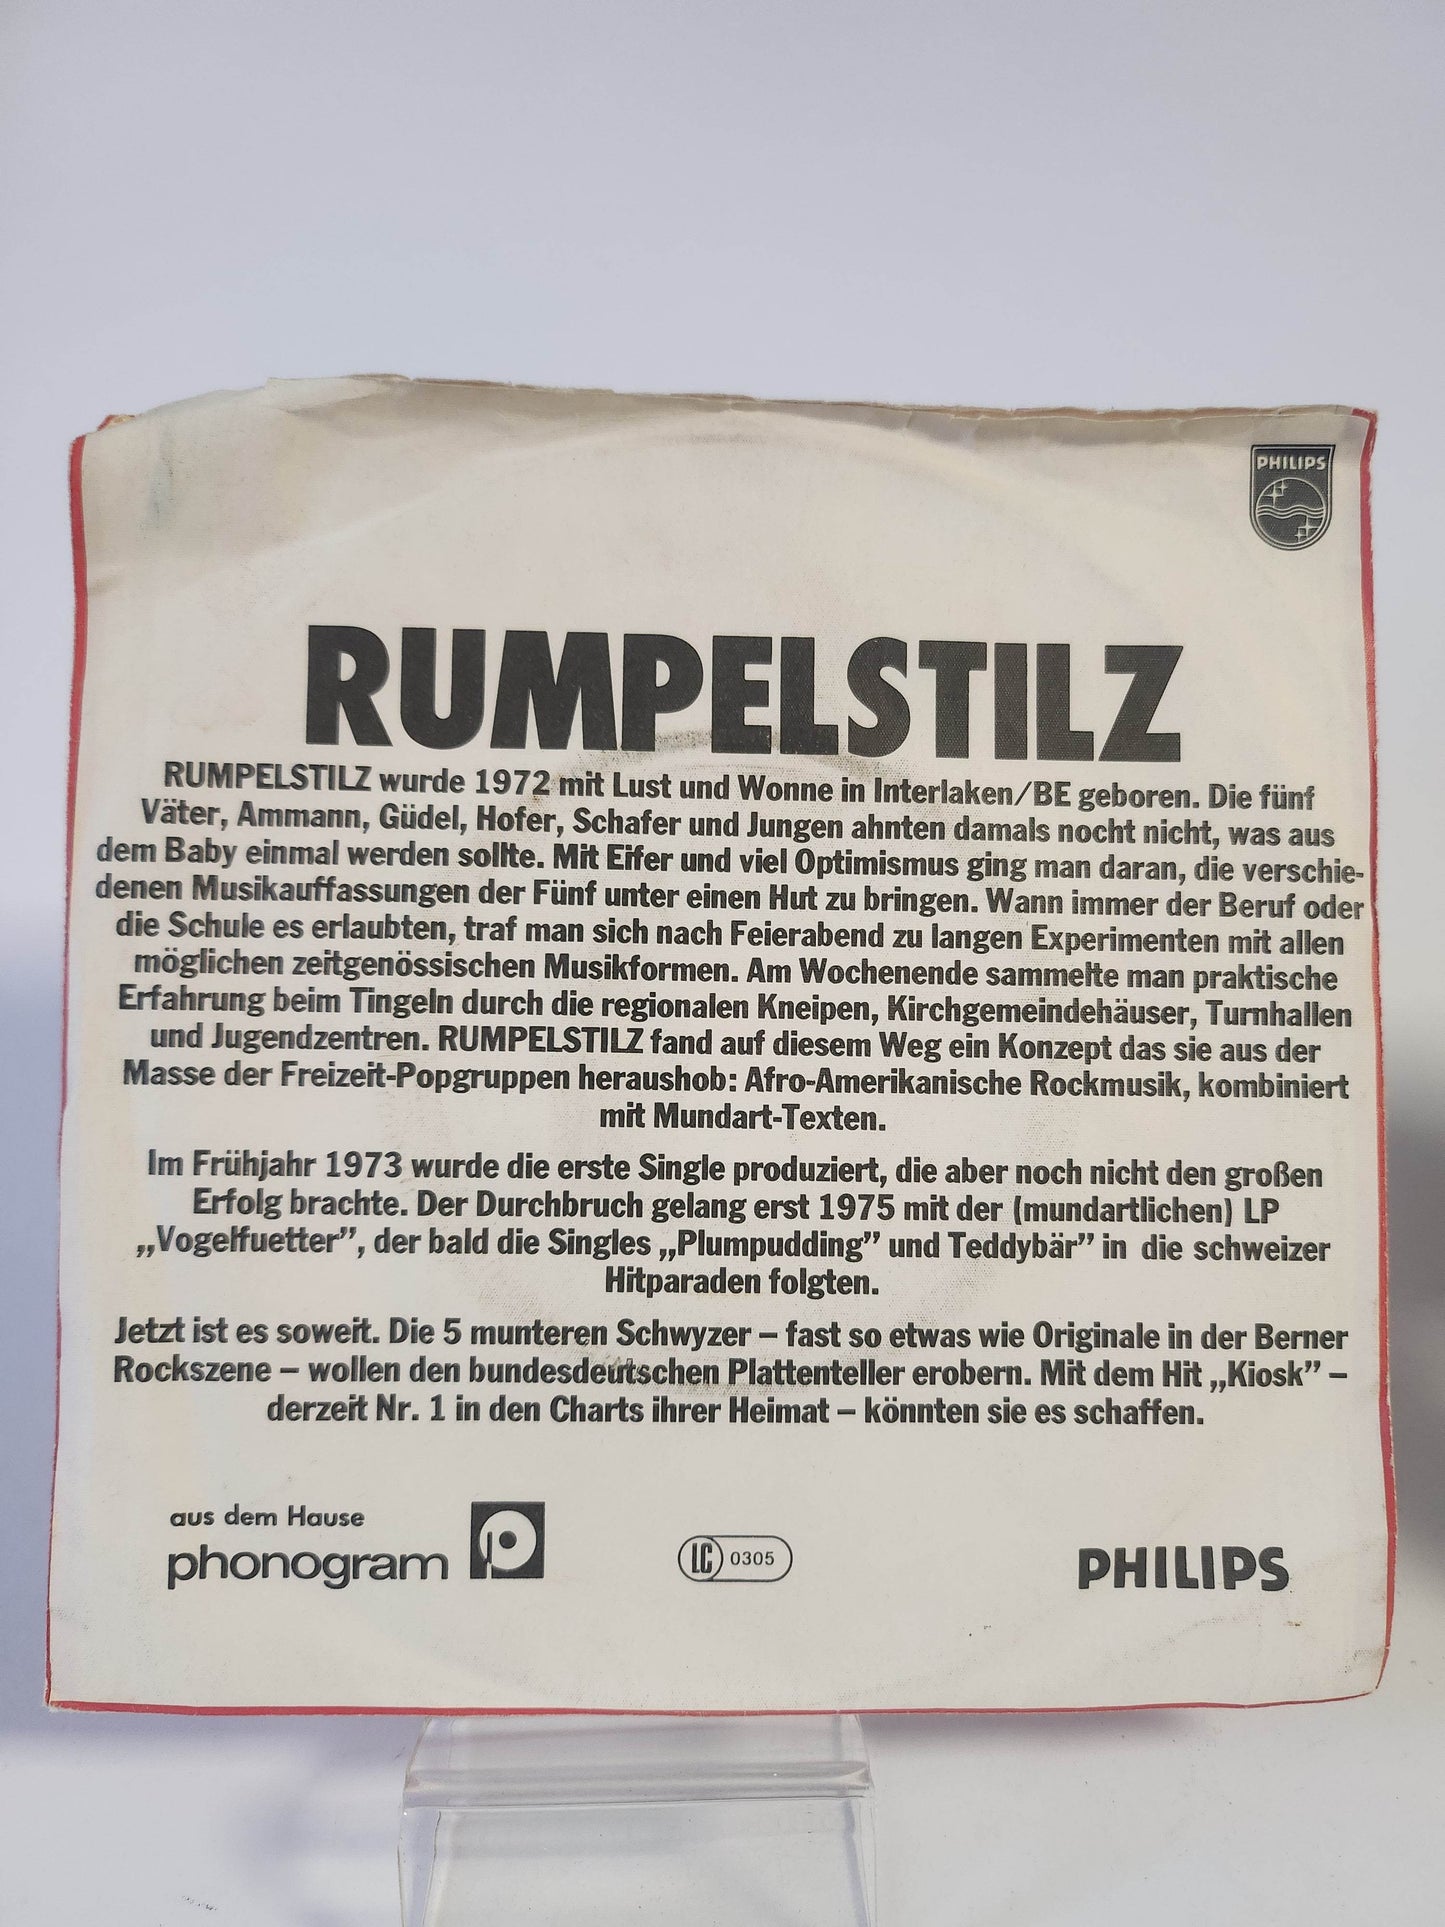 PHILIPS
RUMPELSTILZ
RUMPELSTILZ wurde 1972 mit Lust und Wonne in Interlaken/BE geboren. Die fünf
Väter, Ammann, Güdel, Hofer, Schafer und Jungen ahnten damals nocht nicht, was aus
dem Baby einmal werden sollte. Mit Eifer und viel Optimismus ging man daran, die verschie-
denen Musikauffassungen der Fünf unter einen Hut zu bringen. Wann immer der Beruf oder
die Schule es erlaubten, traf man sich nach Feierabend zu langen Experimenten mit allen
möglichen zeitgenössischen Musikformen. Am Wochenende sammelte man praktische
Erfahrung beim Tingeln durch die regionalen Kneipen, Kirchgemeindehäuser, Turnhallen
und Jugendzentren. RUMPELSTILZ fand auf diesem Weg ein Konzept das sie aus der
Masse der Freizeit-Popgruppen heraushob: Afro-Amerikanische Rockmusik, kombiniert
mit Mundart-Texten.
Im Frühjahr 1973 wurde die erste Single produziert, die aber noch nicht den großen
Erfolg brachte. Der Durchbruch gelang erst 1975 mit der (mundartlichen) LP
„Vogelfuetter”, der bald die Singles „Plumpudding” und Teddybär” in die schweizer
Hitparaden folgten.
Jetzt ist es soweit. Die 5 munteren Schwyzer – fast so etwas wie Originale in der Berner
Rockszene – wollen den bundesdeutschen Plattenteller erobern. Mit dem Hit „Kiosk” –
derzeit Nr. 1 in den Charts ihrer Heimat – könnten sie es schaffen.
aus dem Hause
phonogram P
LC 0305
PHILIPS